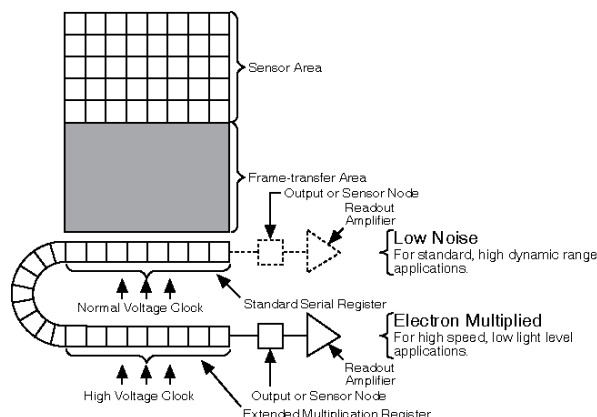 Sensor Area
Frame-transfer Area
Output or Sensor Node
Readout
Amplifier
Low Noise
For standard, high dynamic range
applications.
Normal Voltage Clock
Standard Serial Register
Electron Multiplied
For high speed, low light level
applications.
Readout
Amplifier
High Voltage Clock
Output or Sensor Node
Extended Multiplication Register